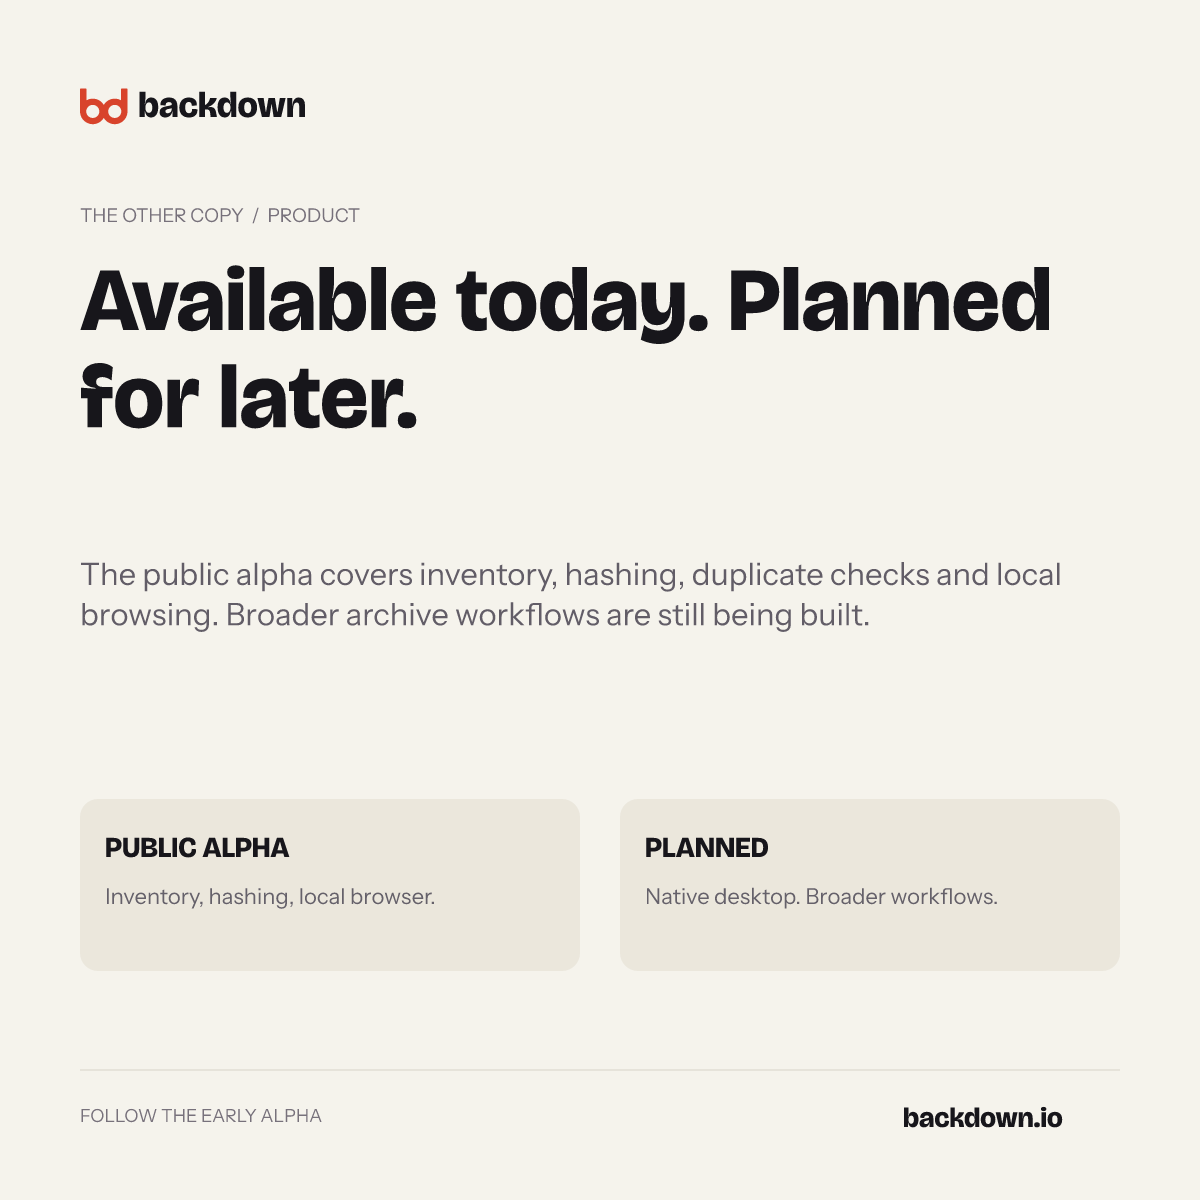 backdown
THE OTHER COPY / PRODUCT
Available today. Planned
for later.
The public alpha covers inventory, hashing, duplicate checks and local
browsing. Broader archive workflows are still being built.
PUBLIC ALPHA
Inventory, hashing, local browser.
PLANNED
Native desktop. Broader workflows.
FOLLOW THE EARLY ALPHA
backdown.io